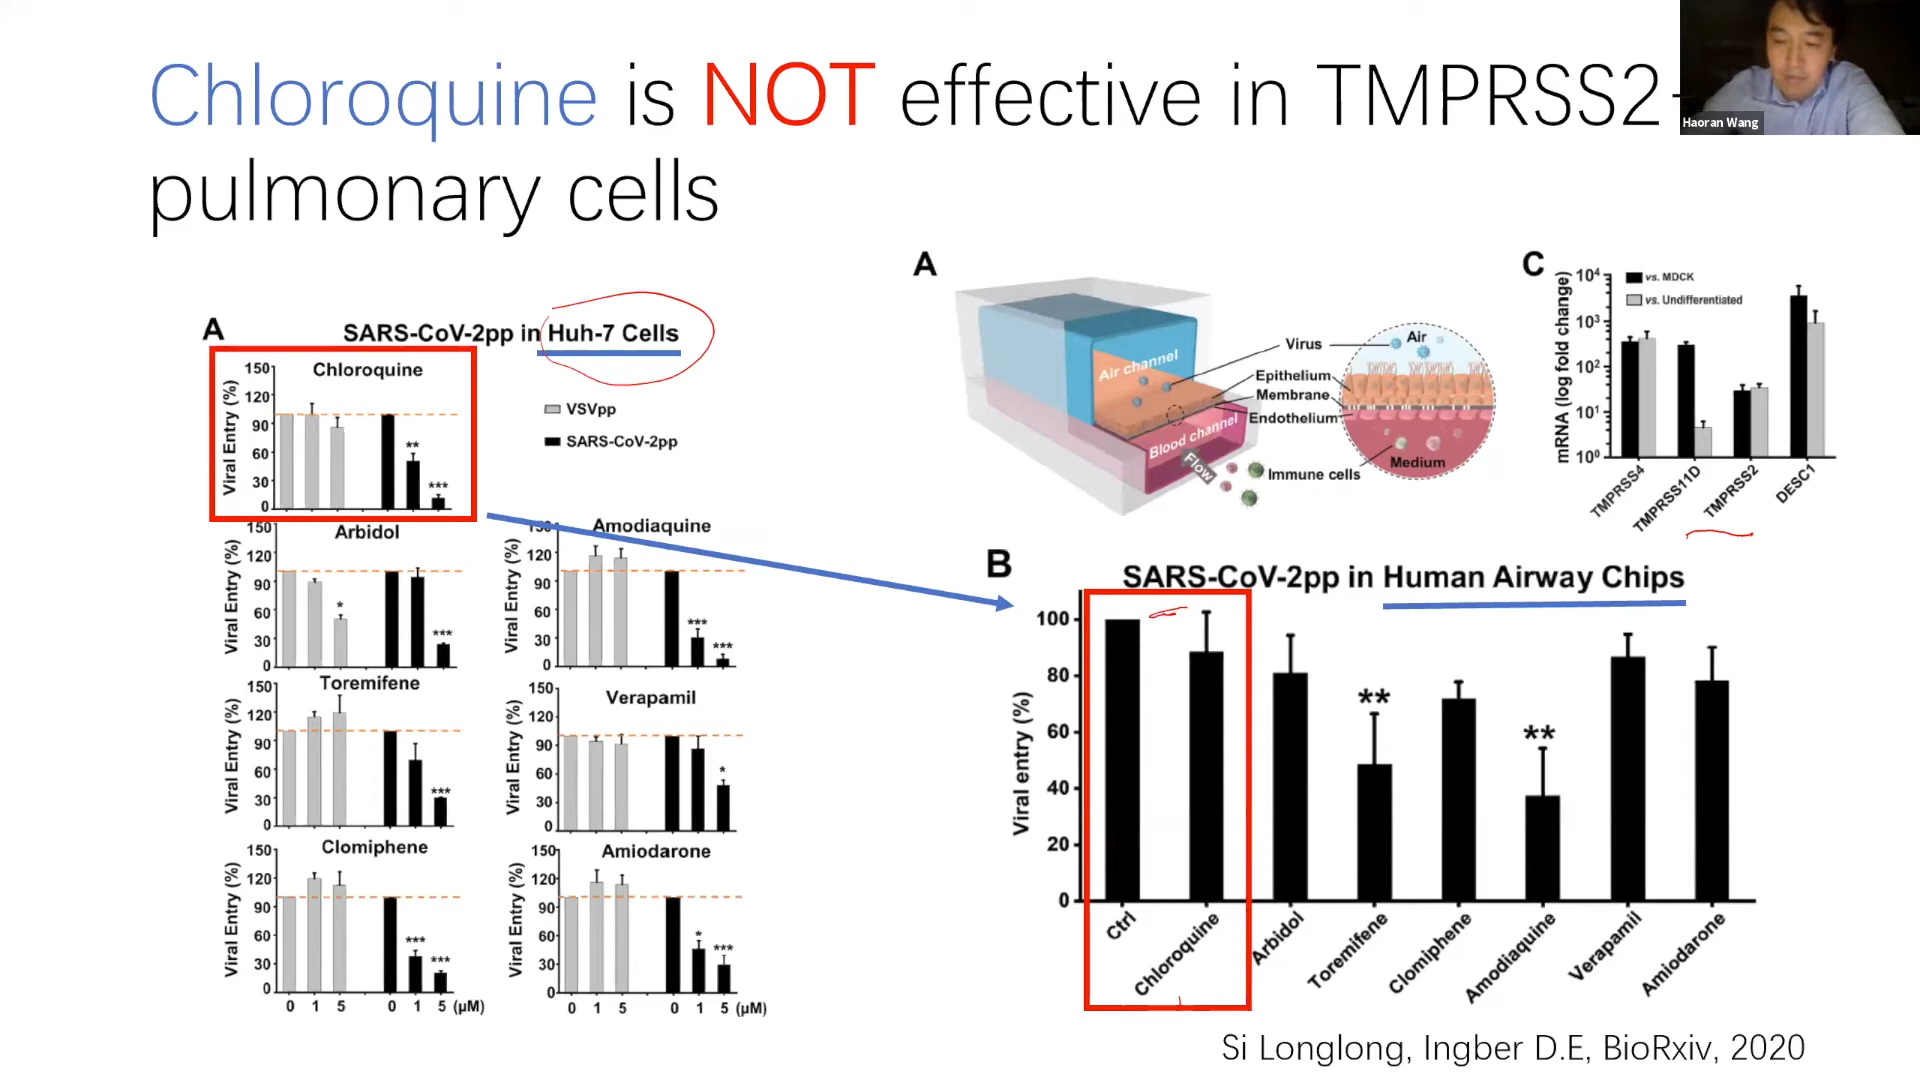 Chloroquine is NOT effective in TMPRSS2-
pulmonary cells
Haoran Wang
A
SARS-CoV-2pp in Huh-7 Cells
VSVpp
SARS-CoV-2pp
Chloroquine
Viral Entry (%)
150
120
90
60
30
0
**
***
Arbidol
Viral Entry (%)
150
120
90
60
30
0
*
***
Amodiaquine
Viral Entry (%)
150
120
90
60
30
0
***
***
Toremifene
Viral Entry (%)
150
120
90
60
30
0
***
Verapamil
Viral Entry (%)
150
120
90
60
30
0
*
Clomiphene
Viral Entry (%)
150
120
90
60
30
0
***
***
0 1 5 0 1 5 (µM)
Amiodarone
Viral Entry (%)
150
120
90
60
30
0
*
***
0 1 5 0 1 5 (µM)
A
Air channel
Blood channel
Flow
Virus
Epithelium
Membrane
Endothelium
Immune cells
Air
Medium
C
mRNA (log fold change)
10⁴
10³
10²
10¹
10⁰
vs. MDCK
vs. Undifferentiated
TMPRSS4
TMPRSS11D
TMPRSS2
DESC1
B
SARS-CoV-2pp in Human Airway Chips
Viral entry (%)
100
80
60
40
20
0
**
**
Ctrl
Chloroquine
Arbidol
Toremifene
Clomiphene
Amodiaquine
Verapamil
Amiodarone
Si Longlong, Ingber D.E, BioRxiv, 2020